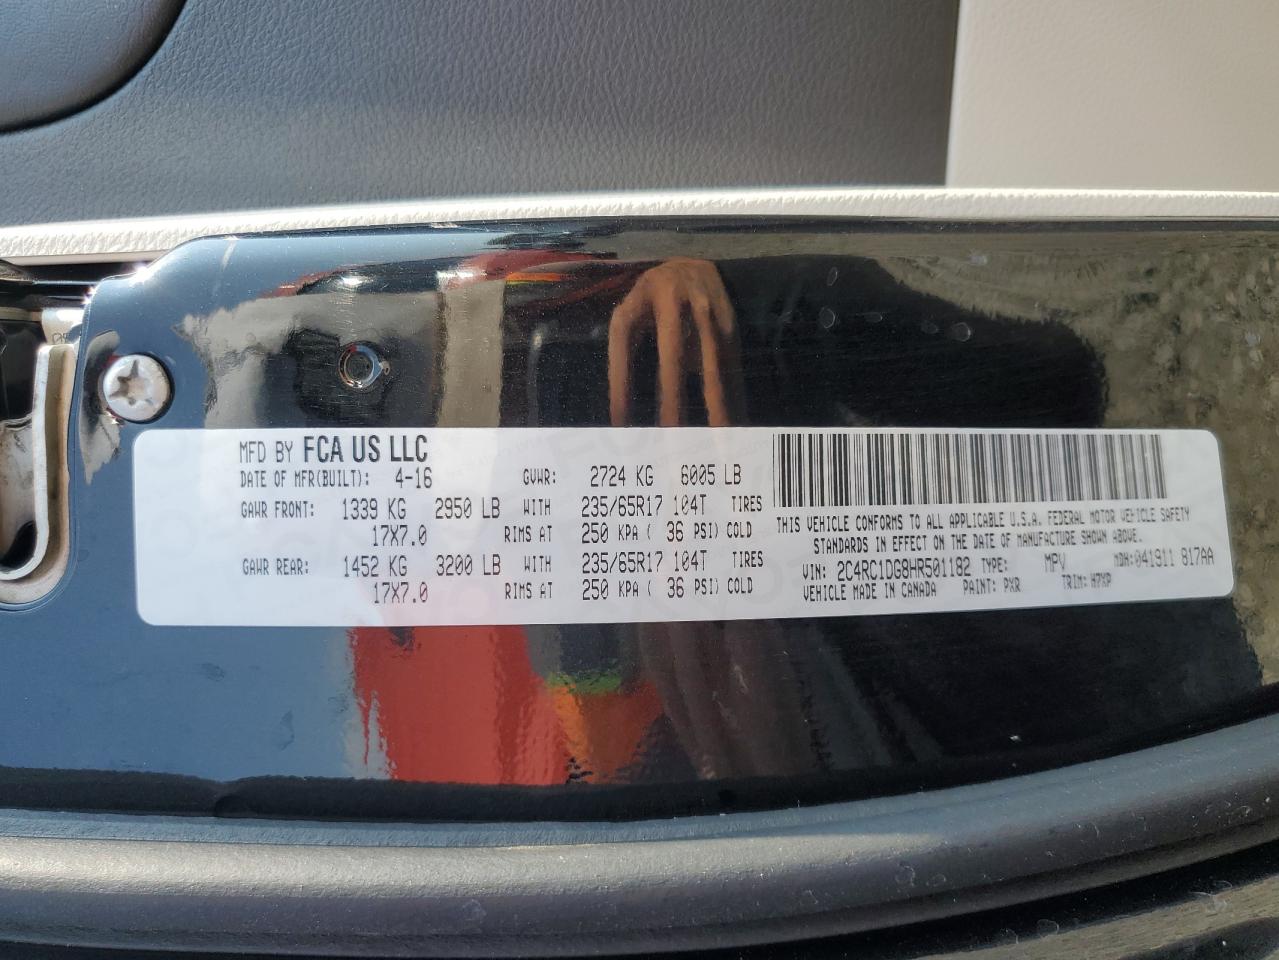 MFD BY FCA US LLC
DATE OF MFR(BUILT): 4-16 GVWR: 2724 KG 6005 LB
GAWR FRONT: 1339 KG 2950 LB WITH 235/65R17 104T TIRES
17X7.0 RIMS AT 250 KPA ( 36 PSI) COLD
GAWR REAR: 1452 KG 3200 LB WITH 235/65R17 104T TIRES
17X7.0 RIMS AT 250 KPA ( 36 PSI) COLD
THIS VEHICLE CONFORMS TO ALL APPLICABLE U.S.A. FEDERAL MOTOR VEHICLE SAFETY
STANDARDS IN EFFECT ON THE DATE OF MANUFACTURE SHOWN ABOVE.
VIN: 2C4RC1DG8HR501182 TYPE: MPV MDH:041911 817AA
VEHICLE MADE IN CANADA PAINT: PXR TRIM: H7XP